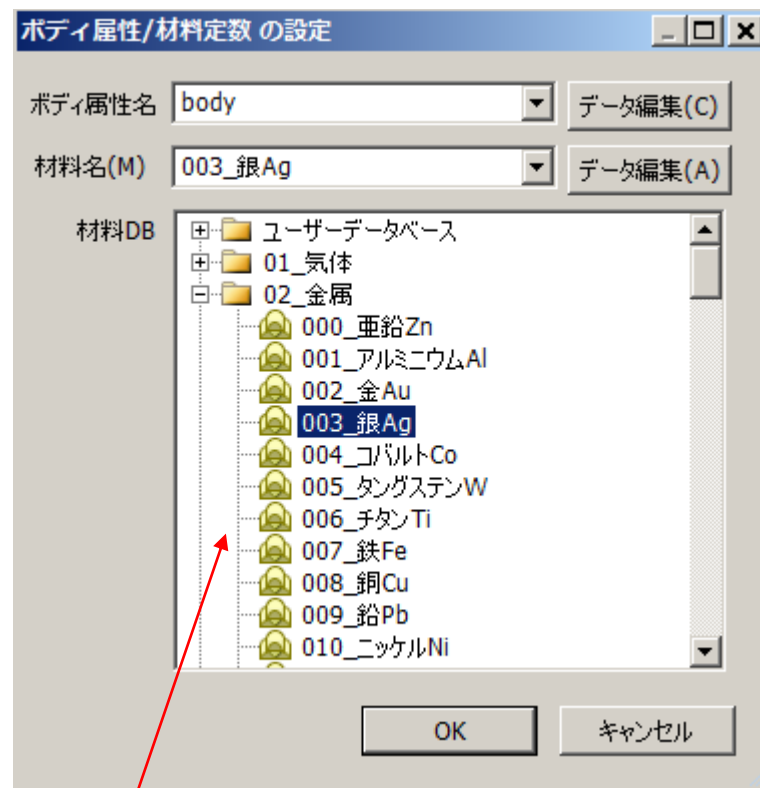 ボディ属性/材料定数 の設定
ボディ属性名 body データ編集(C)
材料名(M) 003_銀Ag データ編集(A)
材料DB
ユーザーデータベース
01_気体
02_金属
000_亜鉛Zn
001_アルミニウムAl
002_金Au
003_銀Ag
004_コバルトCo
005_タングステンW
006_チタンTi
007_鉄Fe
008_銅Cu
009_鉛Pb
010_ニッケルNi
OK キャンセル